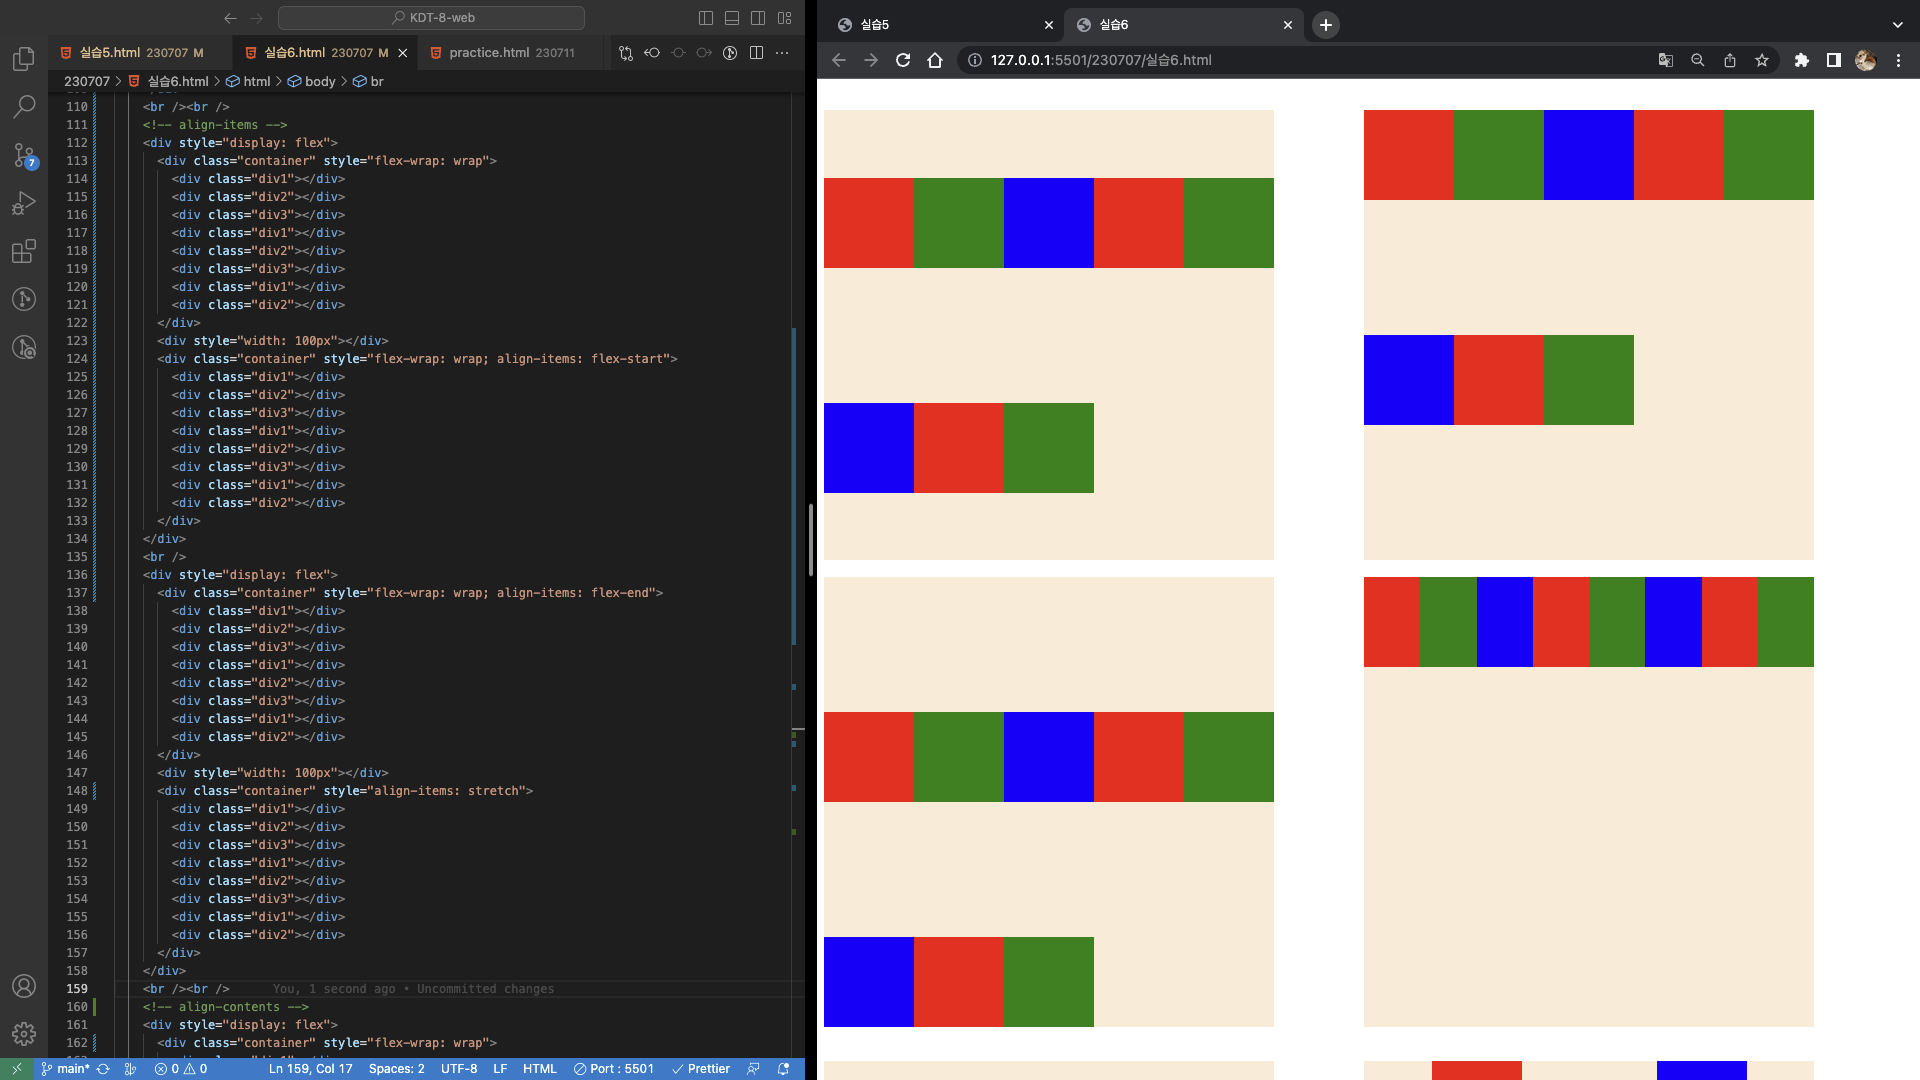 KDT-8-web
실습5.html 230707 M
실습6.html 230707 M
practice.html 230711
230707 > 실습6.html > html > body > br
110 <br /><br />
111 <!-- align-items -->
112 <div style="display: flex">
113 <div class="container" style="flex-wrap: wrap">
114 <div class="div1"></div>
115 <div class="div2"></div>
116 <div class="div3"></div>
117 <div class="div1"></div>
118 <div class="div2"></div>
119 <div class="div3"></div>
120 <div class="div1"></div>
121 <div class="div2"></div>
122 </div>
123 <div style="width: 100px"></div>
124 <div class="container" style="flex-wrap: wrap; align-items: flex-start">
125 <div class="div1"></div>
126 <div class="div2"></div>
127 <div class="div3"></div>
128 <div class="div1"></div>
129 <div class="div2"></div>
130 <div class="div3"></div>
131 <div class="div1"></div>
132 <div class="div2"></div>
133 </div>
134 </div>
135 <br />
136 <div style="display: flex">
137 <div class="container" style="flex-wrap: wrap; align-items: flex-end">
138 <div class="div1"></div>
139 <div class="div2"></div>
140 <div class="div3"></div>
141 <div class="div1"></div>
142 <div class="div2"></div>
143 <div class="div3"></div>
144 <div class="div1"></div>
145 <div class="div2"></div>
146 </div>
147 <div style="width: 100px"></div>
148 <div class="container" style="align-items: stretch">
149 <div class="div1"></div>
150 <div class="div2"></div>
151 <div class="div3"></div>
152 <div class="div1"></div>
153 <div class="div2"></div>
154 <div class="div3"></div>
155 <div class="div1"></div>
156 <div class="div2"></div>
157 </div>
158 </div>
159 <br /><br /> You, 1 second ago • Uncommitted changes
160 <!-- align-contents -->
161 <div style="display: flex">
162 <div class="container" style="flex-wrap: wrap">
7
main* 0 0 Ln 159, Col 17 Spaces: 2 UTF-8 LF HTML Port : 5501 Prettier
실습5
실습6
127.0.0.1:5501/230707/실습6.html